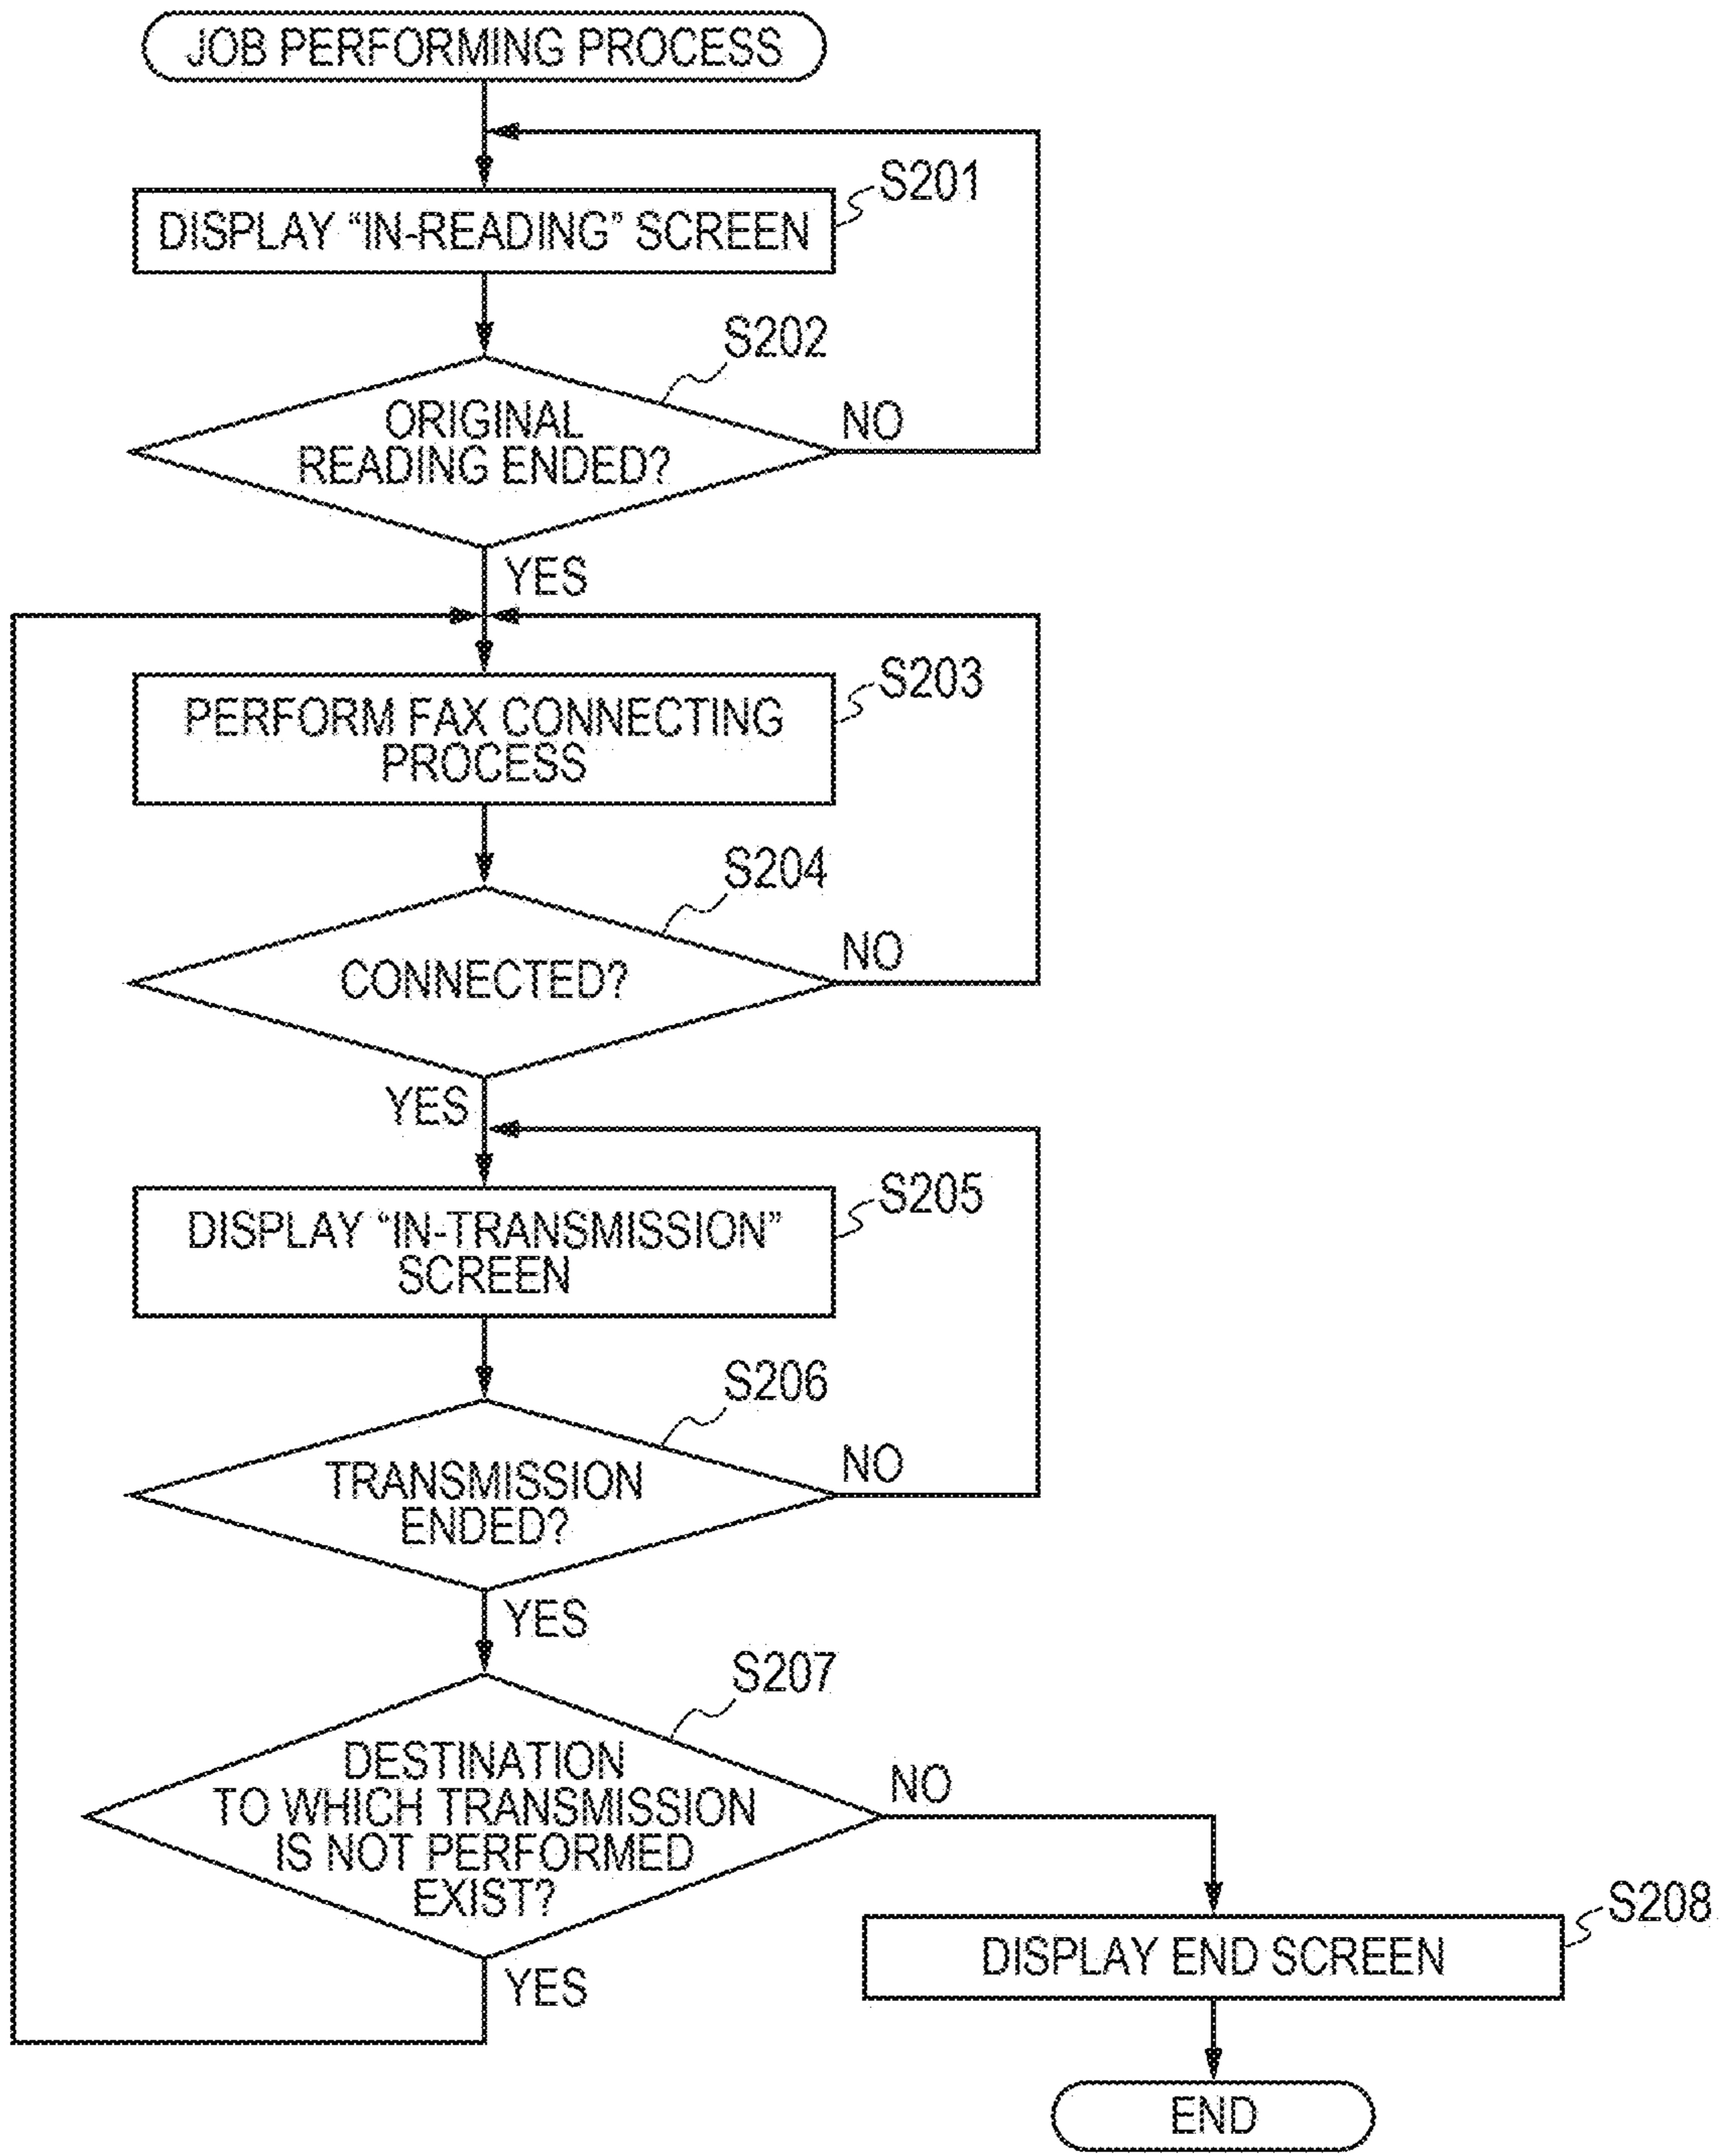 JOB PERFORMING PROCESS
S201
DISPLAY “IN-READING” SCREEN
S202
ORIGINAL
READING ENDED?
NO
YES
S203
PERFORM FAX CONNECTING
PROCESS
S204
CONNECTED?
NO
YES
S205
DISPLAY “IN-TRANSMISSION”
SCREEN
S206
TRANSMISSION
ENDED?
NO
YES
S207
DESTINATION
TO WHICH TRANSMISSION
IS NOT PERFORMED
EXIST?
NO
YES
S208
DISPLAY END SCREEN
END